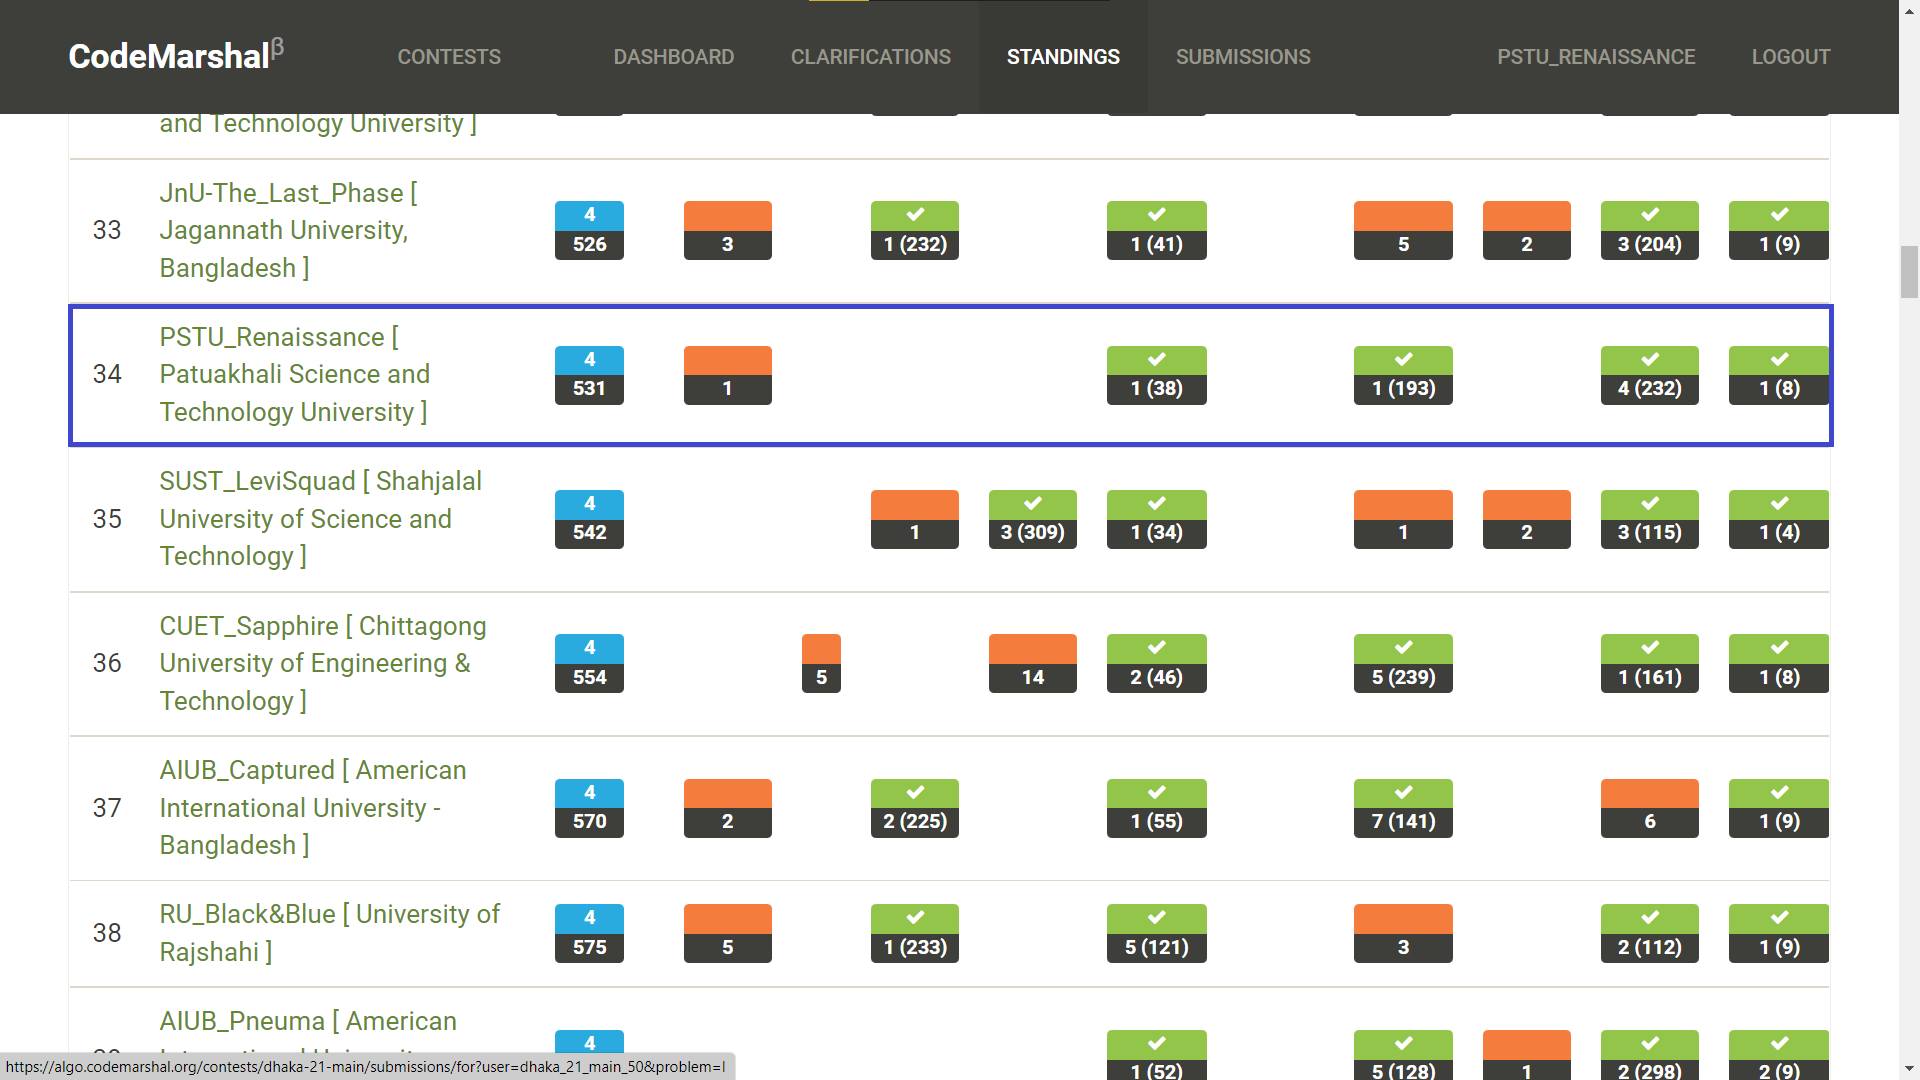 CodeMarshalβ CONTESTS DASHBOARD CLARIFICATIONS STANDINGS SUBMISSIONS PSTU_RENAISSANCE LOGOUT
and Technology University ]
JnU-The_Last_Phase [
33 Jagannath University,
Bangladesh ]
4 1 (232) 1 (41) 3 (204) 1 (9)
526 3 5 2
PSTU_Renaissance [
34 Patuakhali Science and
Technology University ]
4
531 1 1 (38) 1 (193) 4 (232) 1 (8)
SUST_LeviSquad [ Shahjalal
35 University of Science and
Technology ]
4
542 1 3 (309) 1 (34) 1 2 3 (115) 1 (4)
CUET_Sapphire [ Chittagong
36 University of Engineering &
Technology ]
4
554 5 14 2 (46) 5 (239) 1 (161) 1 (8)
AIUB_Captured [ American
37 International University -
Bangladesh ]
4
570 2 2 (225) 1 (55) 7 (141) 6 1 (9)
RU_Black&Blue [ University of
38 Rajshahi ]
4
575 5 1 (233) 5 (121) 3 2 (112) 1 (9)
AIUB_Pneuma [ American
4
1 (52) 5 (128) 1 2 (298) 2 (9)
https://algo.codemarshal.org/contests/dhaka-21-main/submissions/for?user=dhaka_21_main_50&problem=I